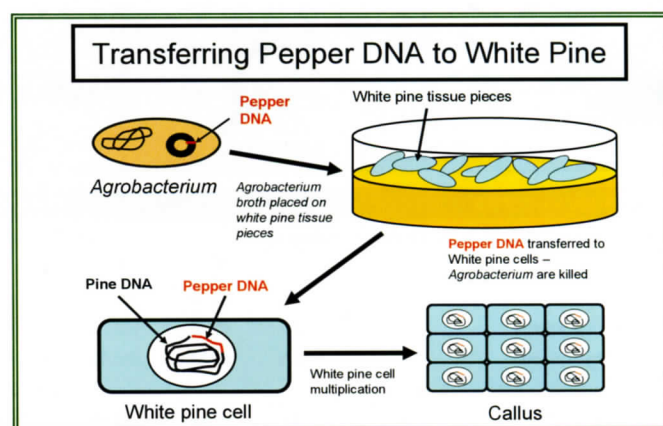 Transferring Pepper DNA to White Pine
Pepper
DNA
White pine tissue pieces
Agrobacterium
Agrobacterium
broth placed on
white pine tissue
pieces
Pepper DNA transferred to
White pine cells –
Agrobacterium are killed
Pine DNA
Pepper DNA
White pine cell
multiplication
White pine cell
Callus